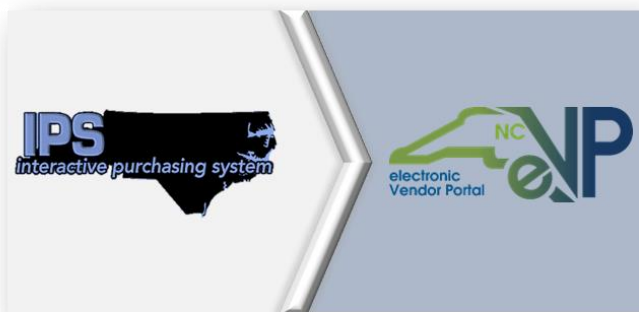 IPS
interactive purchasing system
NC
eVP
electronic
Vendor Portal